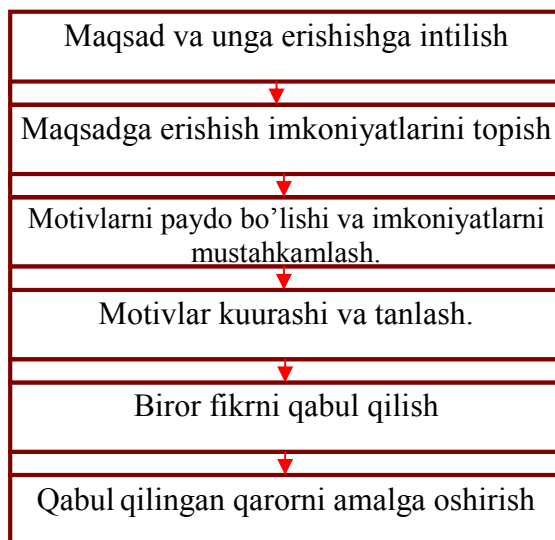 Maqsad va unga erishishga intilish
Maqsadga erishish imkoniyatlarini topish
Motivlarni paydo bo’lishi va imkoniyatlarni
mustahkamlash.
Motivlar kuurashi va tanlash.
Biror fikrni qabul qilish
Qabul qilingan qarorni amalga oshirish